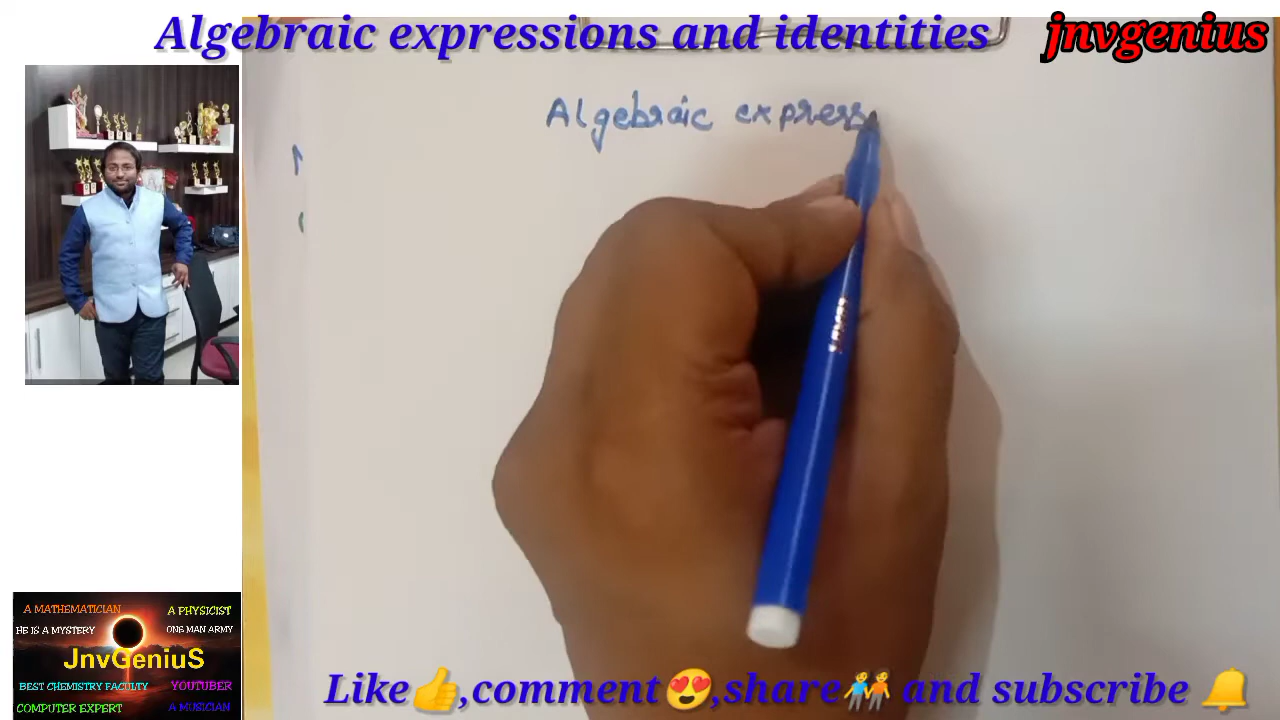 Algebraic expressions and identities
jnvgenius
Algebraic express
A MATHEMATICIAN
A PHYSICIST
HE IS A MYSTERY
ONE MAN ARMY
JnvGeniuS
BEST CHEMISTRY FACULTY
YOUTUBER
COMPUTER EXPERT
A MUSICIAN
Like👍,comment😍,share👬 and subscribe 🔔